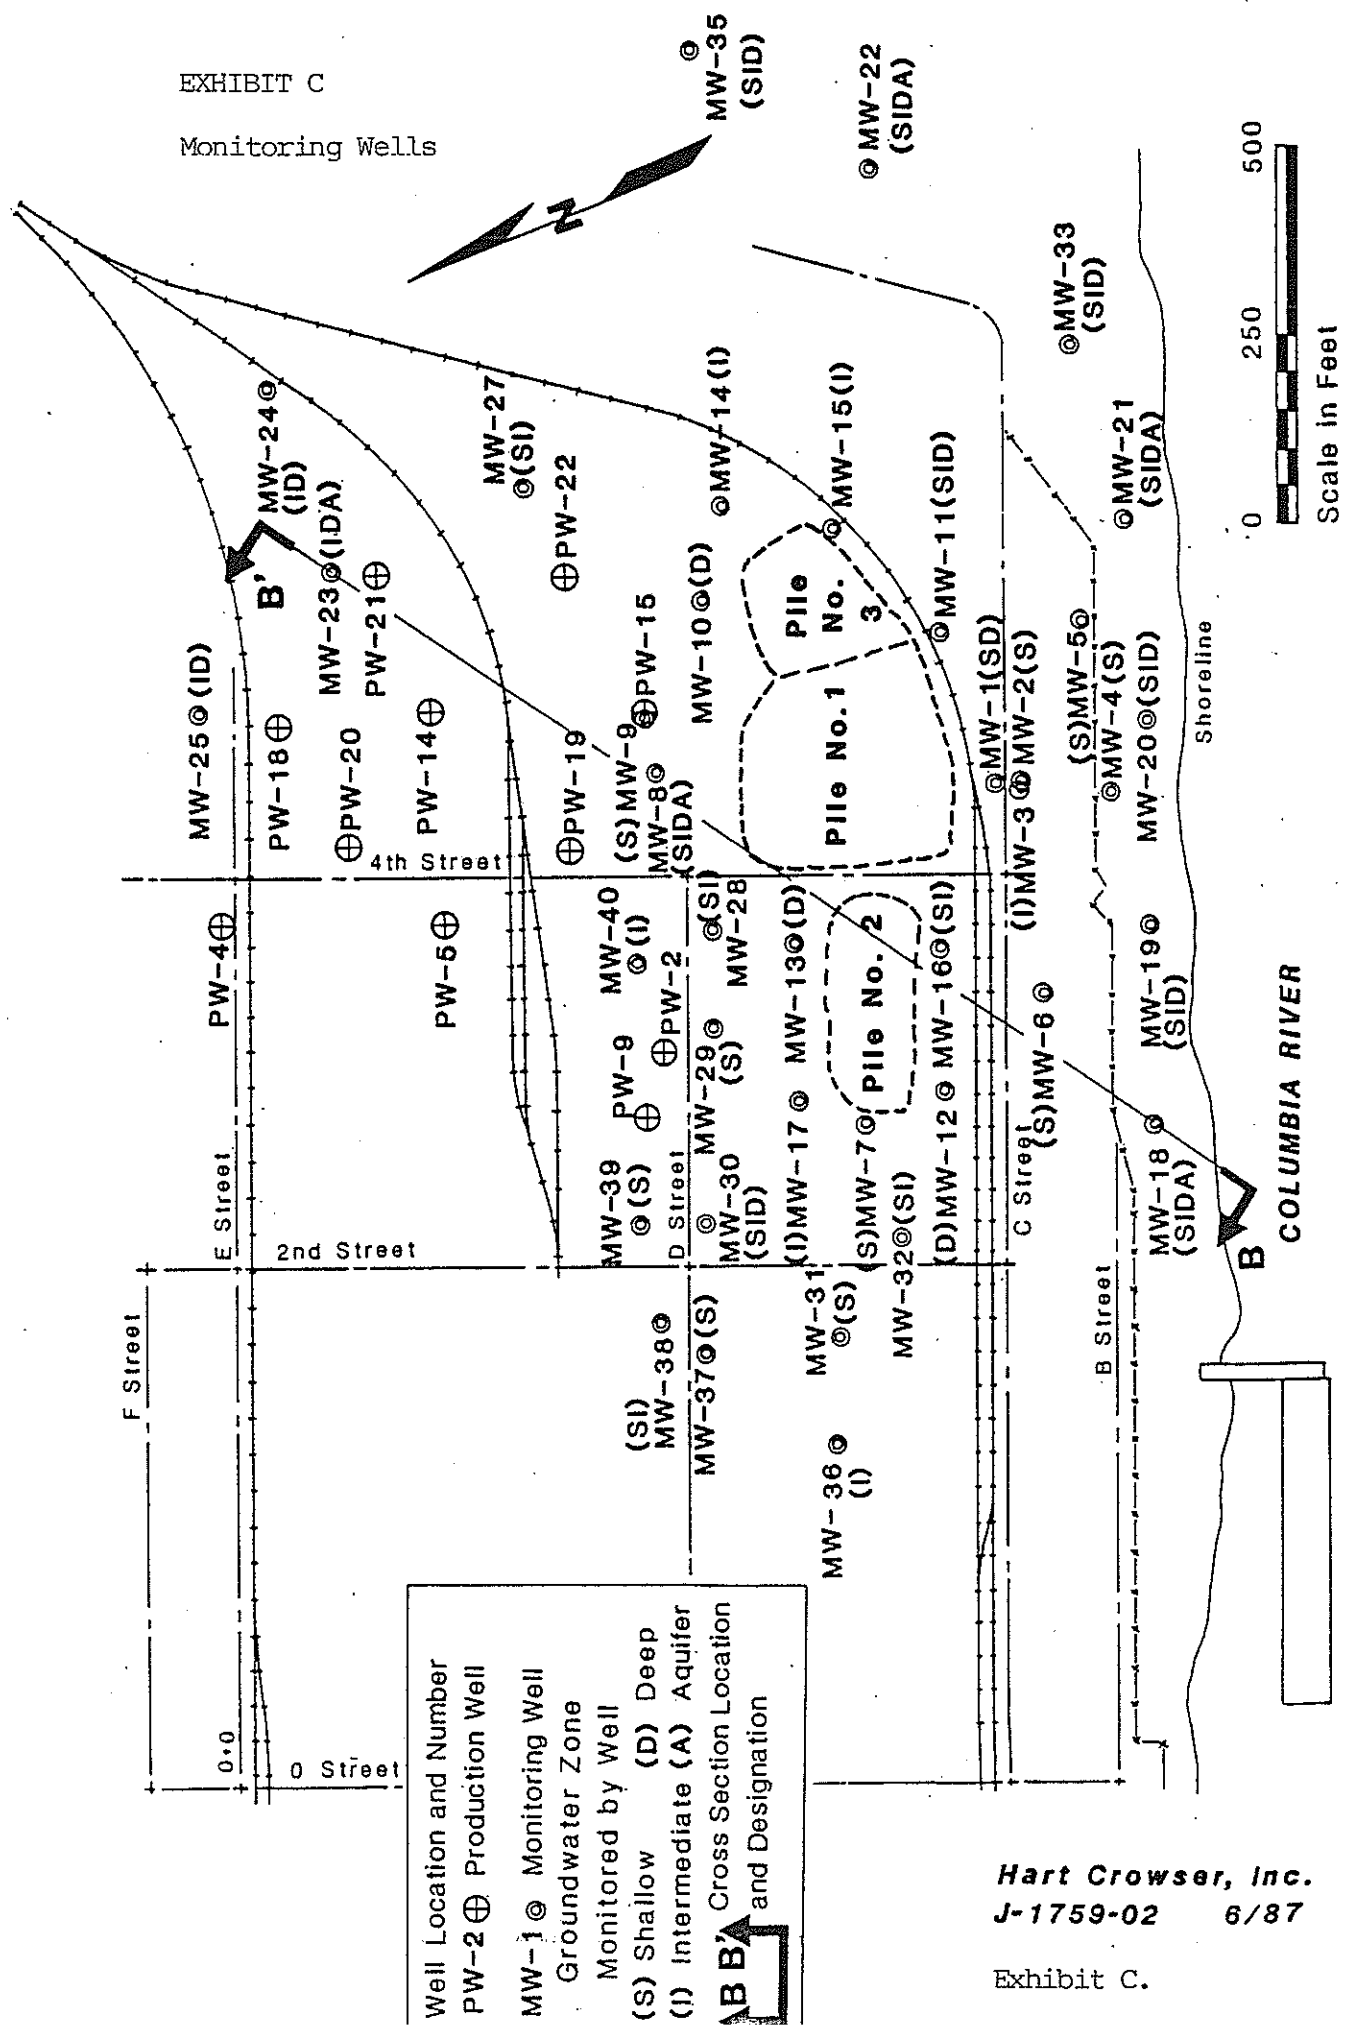 EXHIBIT C
Monitoring Wells
MW-35
(SID)
MW-22
(SIDA)
N
MW-33
(SID)
MW-24
(ID)
MW-27
(SI)
MW-14(I)
MW-15(I)
MW-11(SID)
MW-21
(SIDA)
B'
MW-23 (IDA)
PW-21
PW-22
MW-25 (ID)
PW-18
PW-20
PW-14
PW-19
PW-15
(S)MW-9
MW-8
(SIDA)
MW-10 (D)
Pile
No.
3
Pile No.1
MW-1(SD)
MW-2(S)
(I)MW-3
(S)MW-5
MW-4(S)
MW-20 (SID)
Shoreline
4th Street
PW-4
PW-5
MW-40
(I)
PW-2
PW-9
(SI)
MW-28
MW-29
(S)
MW-13 (D)
(I)MW-17
Pile No. 2
(S)MW-7
MW-16 (SI)
(D)MW-12
(S)MW-6
MW-19
(SID)
MW-18
(SIDA)
B
COLUMBIA RIVER
E Street
2nd Street
MW-39
(S)
D Street
MW-30
(SID)
MW-32 (SI)
C Street
B Street
F Street
(SI)
MW-38
MW-37 (S)
MW-31
(S)
MW-36
(I)
0+0
0 Street
0 250 500
Scale in Feet
Well Location and Number
PW-2 Production Well
MW-1 Monitoring Well
Groundwater Zone
Monitored by Well
(S) Shallow (D) Deep
(I) Intermediate (A) Aquifer
B B' Cross Section Location
and Designation
Hart Crowser, Inc.
J-1759-02 6/87
Exhibit C.